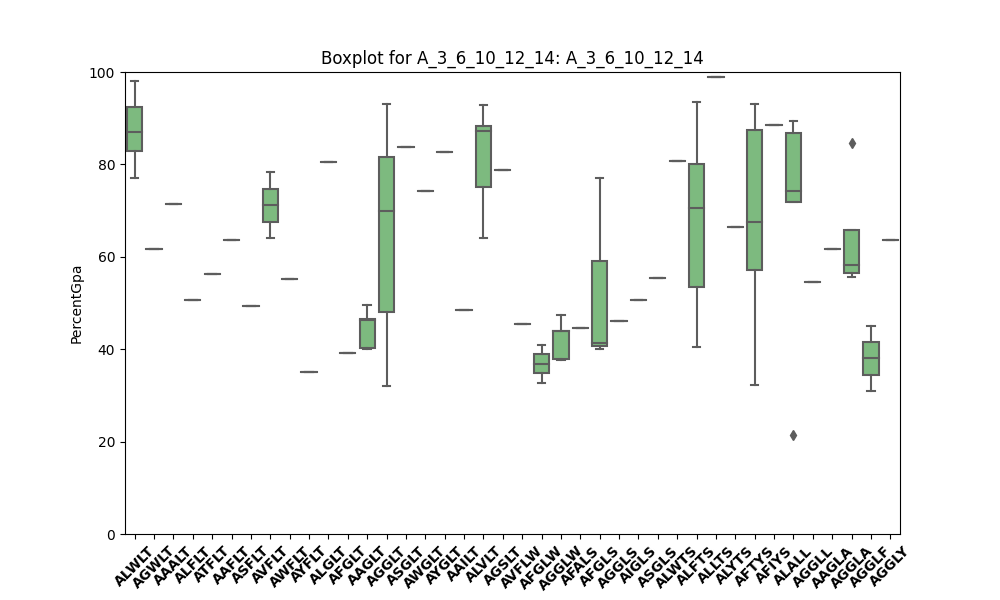 Boxplot for A_3_6_10_12_14: A_3_6_10_12_14
PercentGpa
100
80
60
40
20
0
ALWLT
AGWLT
AAALT
ALFLT
ATFLT
AAFLT
ASFLT
AVFLT
AWFLT
AYFLT
ALGLT
AFGLT
AAGLT
AGGLT
ASGLT
AWGLT
AYGLT
AAILT
ALVLT
AGSLT
AVFLW
AFGLW
AGGLW
AFALS
AFGLS
AGGLS
AIGLS
ASGLS
ALWTS
ALFTS
ALLTS
ALYTS
AFTYS
AFIYS
ALALL
AGGLL
AAGLA
AGGLA
AGGLF
AGGLY